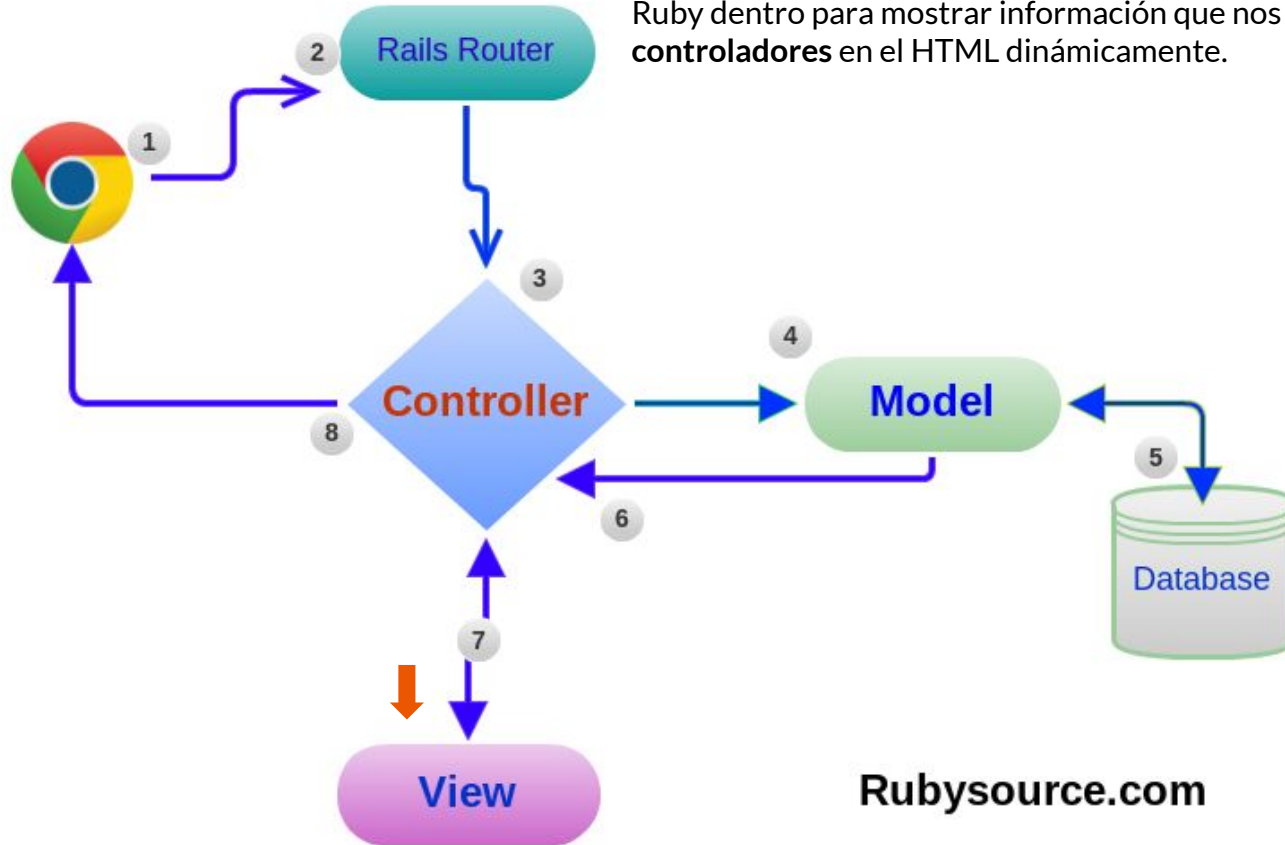 Ruby dentro para mostrar información que nos
controladores en el HTML dinámicamente.
2
Rails Router
1
3
4
Controller
Model
8
5
6
Database
7
View
Rubysource.com